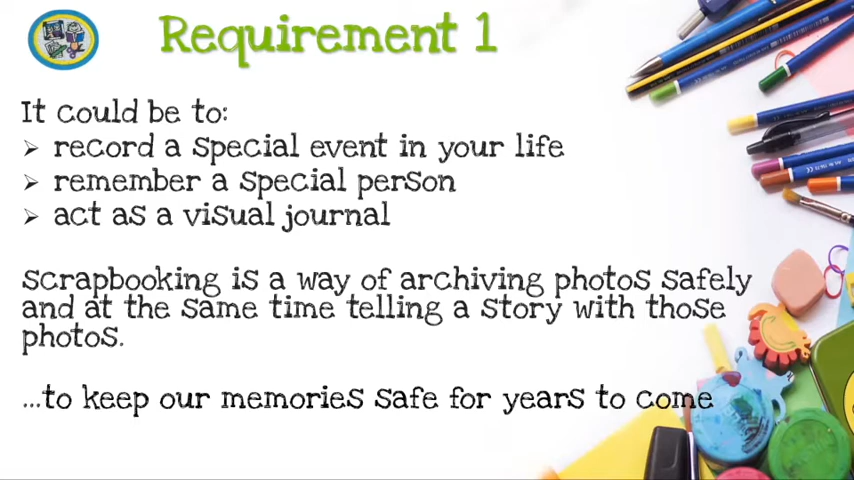 Requirement 1
It could be to:
➢ record a special event in your life
➢ remember a special person
➢ act as a visual journal
scrapbooking is a way of archiving photos safely
and at the same time telling a story with those
photos.
...to keep our memories safe for years to come